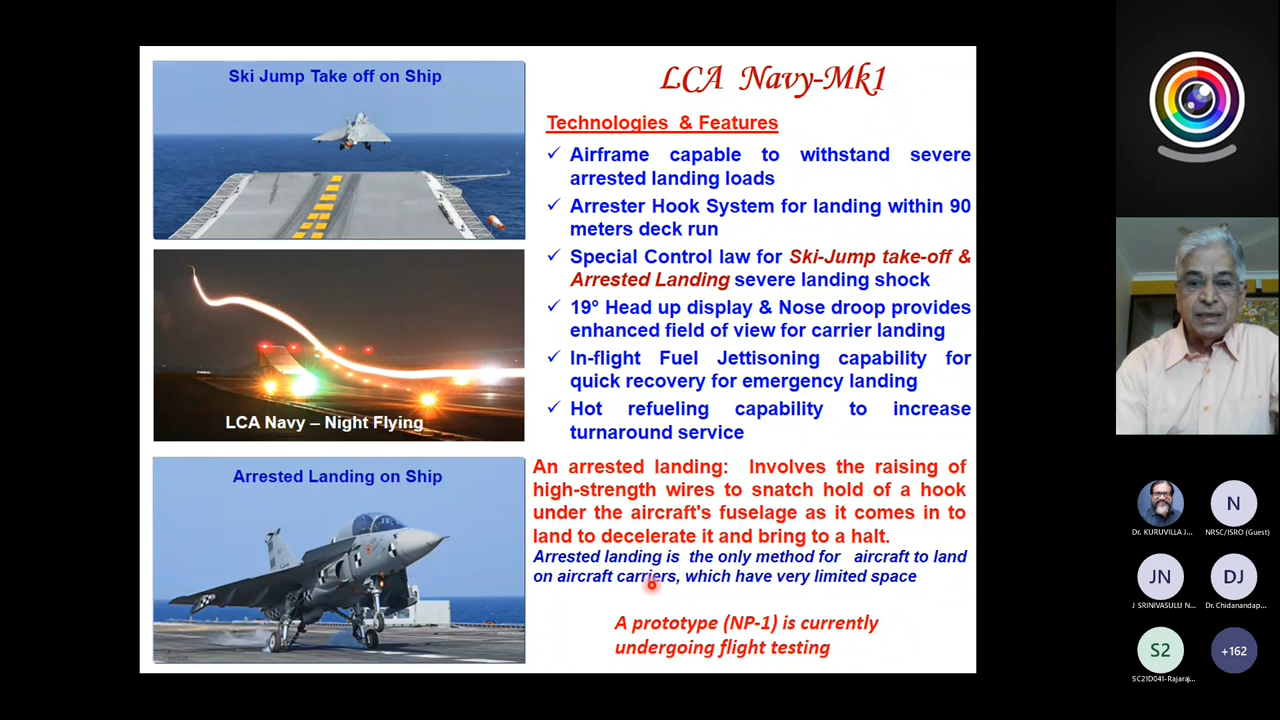 Ski Jump Take off on Ship
LCA Navy – Night Flying
Arrested Landing on Ship
LCA Navy-Mk1
Technologies & Features
✓ Airframe capable to withstand severe
arrested landing loads
✓ Arrester Hook System for landing within 90
meters deck run
✓ Special Control law for Ski-Jump take-off &
Arrested Landing severe landing shock
✓ 19° Head up display & Nose droop provides
enhanced field of view for carrier landing
✓ In-flight Fuel Jettisoning capability for
quick recovery for emergency landing
✓ Hot refueling capability to increase
turnaround service
An arrested landing: Involves the raising of
high-strength wires to snatch hold of a hook
under the aircraft's fuselage as it comes in to
land to decelerate it and bring to a halt.
Arrested landing is the only method for aircraft to land
on aircraft carriers, which have very limited space
A prototype (NP-1) is currently
undergoing flight testing
Dr. KURUVILLA J...
N
NRSC/ISRO (Guest)
JN
J SRINIVASULU N...
DJ
Dr. Chidanandap...
S2
SC21D041-Rajaraj...
+162